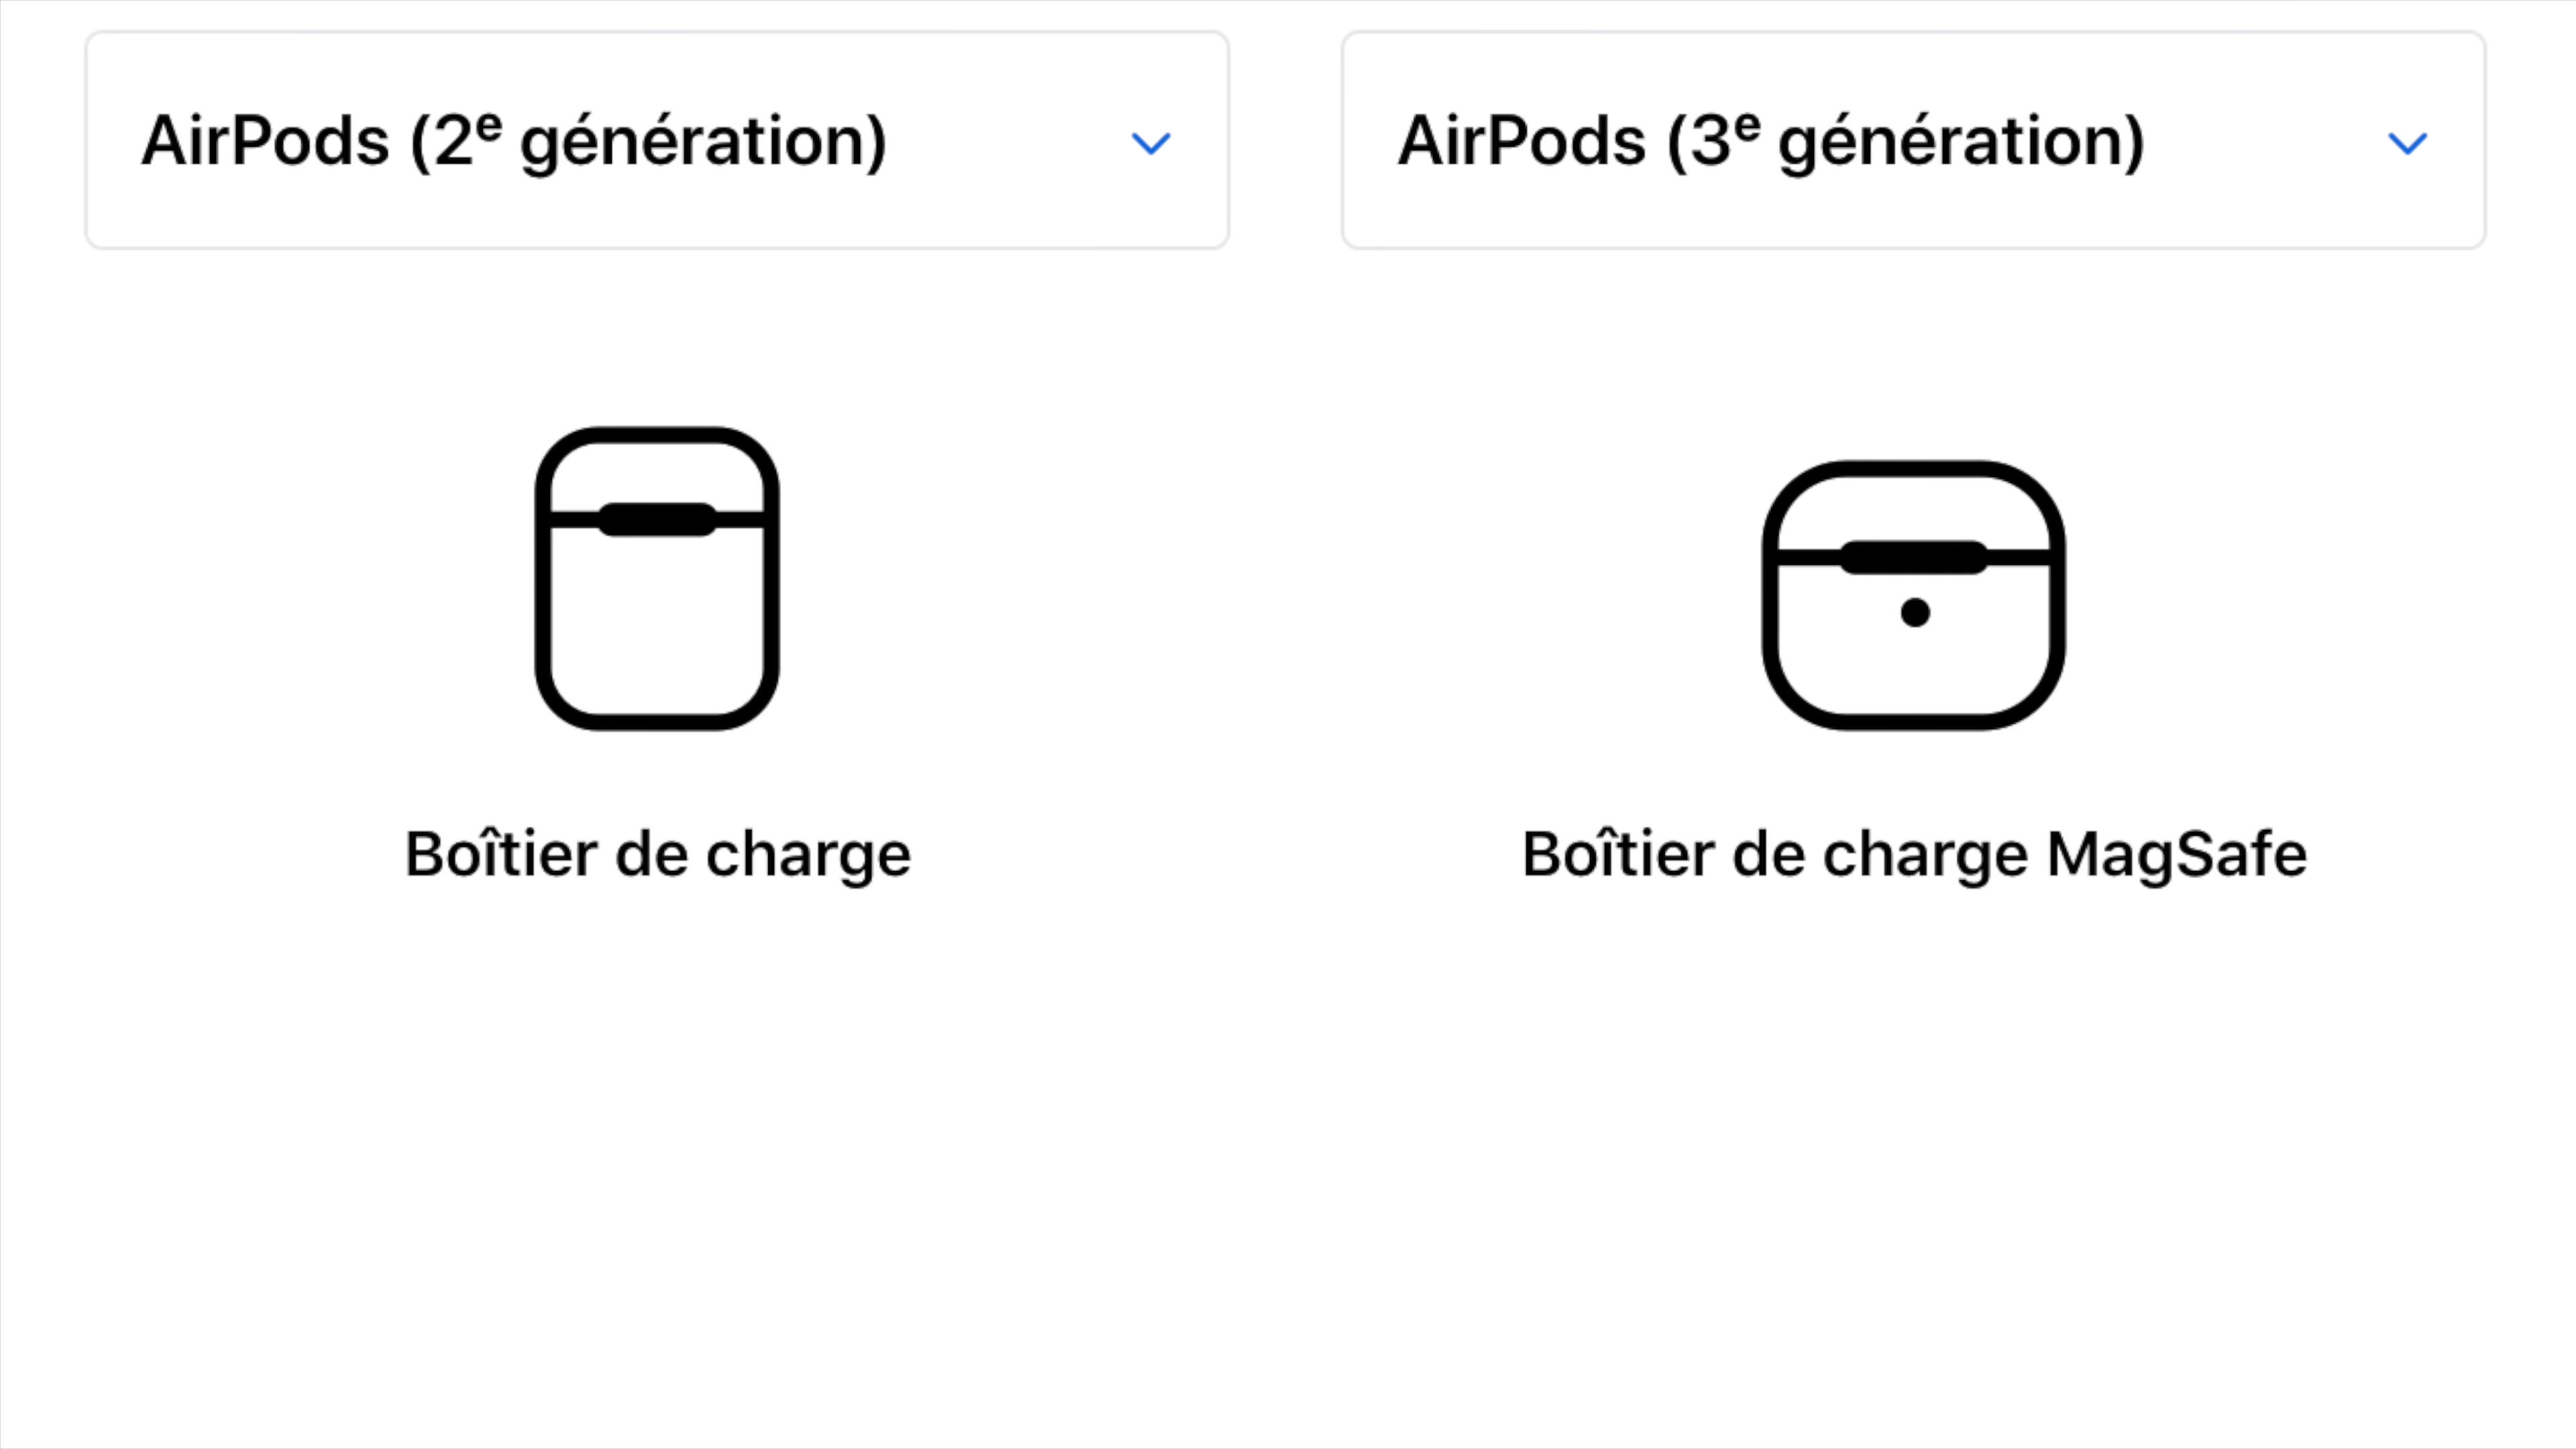 AirPods (2e génération)
AirPods (3e génération)
Boîtier de charge
Boîtier de charge MagSafe